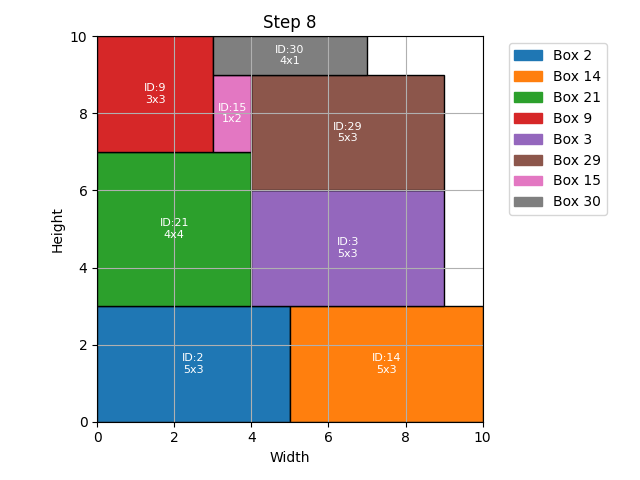 Step 8
Height
10
8
6
4
2
0
ID:30
4x1
ID:9
3x3
ID:15
1x2
ID:29
5x3
ID:21
4x4
ID:3
5x3
ID:2
5x3
ID:14
5x3
0 2 4 6 8 10
Width
Box 2
Box 14
Box 21
Box 9
Box 3
Box 29
Box 15
Box 30